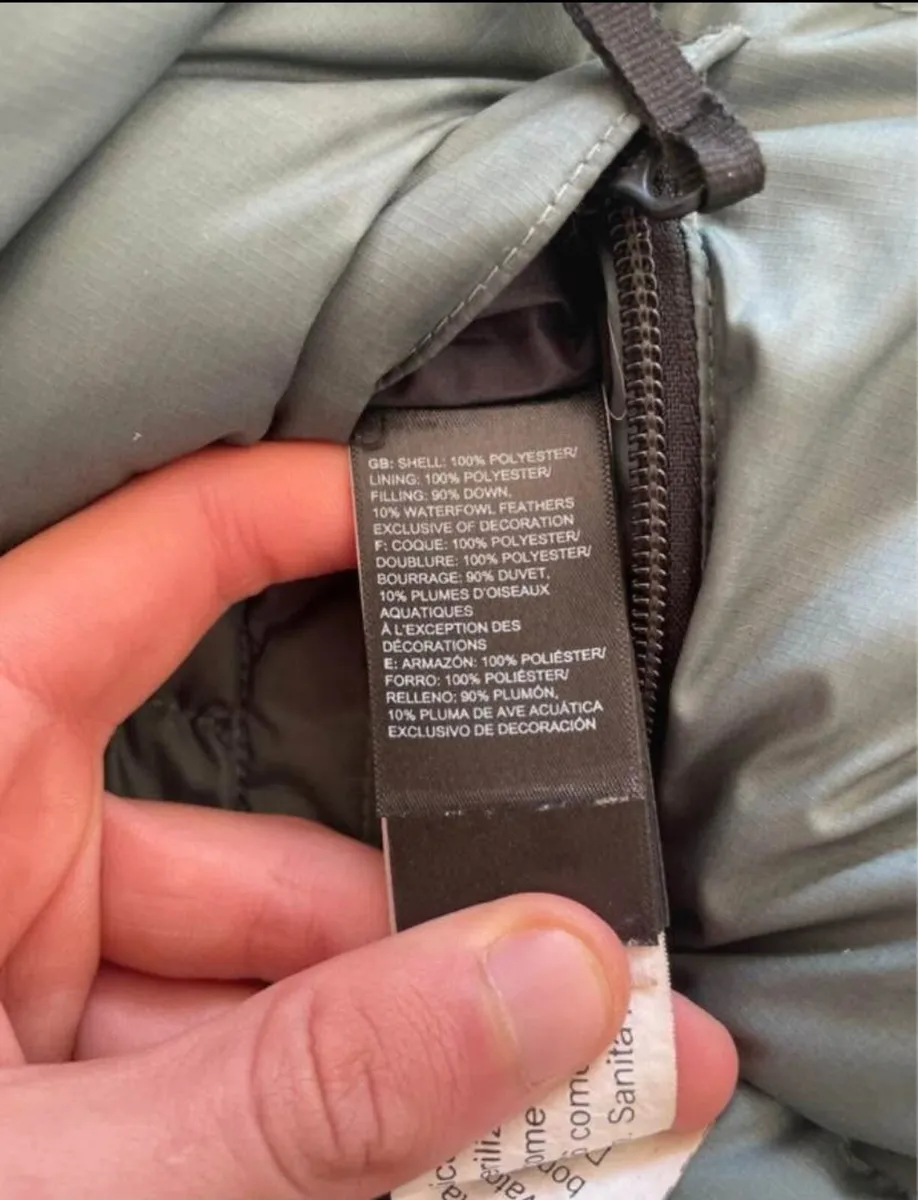 GB: SHELL: 100% POLYESTER/
LINING: 100% POLYESTER/
FILLING: 90% DOWN,
10% WATERFOWL FEATHERS
EXCLUSIVE OF DECORATION
F: COQUE: 100% POLYESTER/
DOUBLURE: 100% POLYESTER/
BOURRAGE: 90% DUVET,
10% PLUMES D'OISEAUX
AQUATIQUES
À L'EXCEPTION DES
DÉCORATIONS
E: ARMAZÓN: 100% POLIÉSTER/
FORRO: 100% POLIÉSTER/
RELLENO: 90% PLUMÓN,
10% PLUMA DE AVE ACUÁTICA
EXCLUSIVO DE DECORACIÓN
Sanita